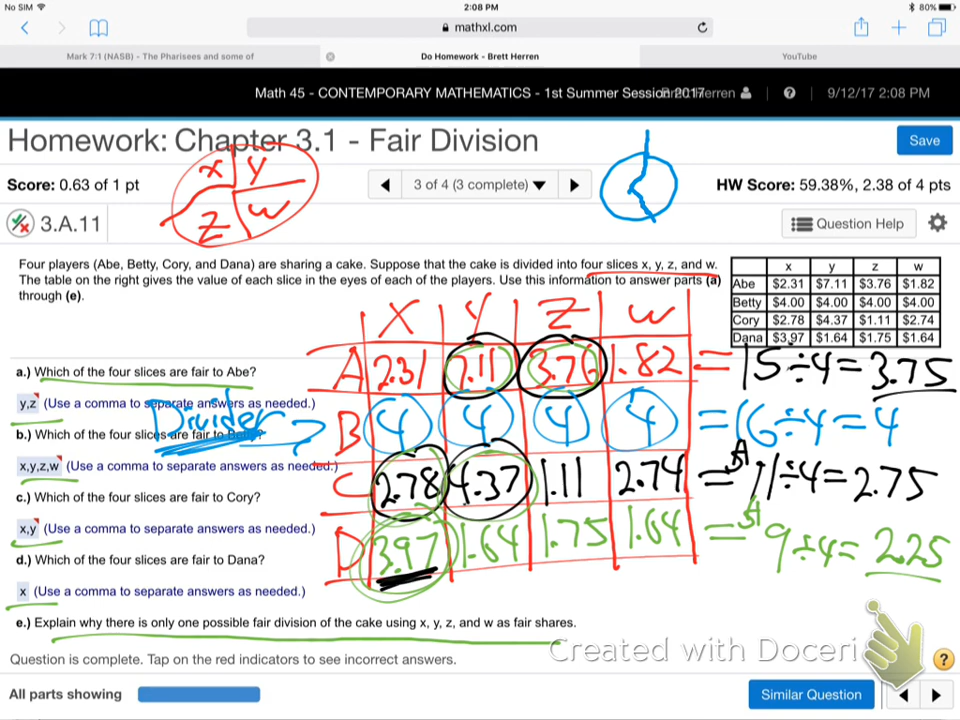 No SIM
2:08 PM
80%
mathxl.com
Mark 7:1 (NASB) - The Pharisees and some of
Do Homework - Brett Herren
YouTube
Math 45 - CONTEMPORARY MATHEMATICS - 1st Summer Session 2017
Herren
9/12/17 2:08 PM
Homework: Chapter 3.1 - Fair Division
Save
x y
z w
Score: 0.63 of 1 pt
3 of 4 (3 complete)
HW Score: 59.38%, 2.38 of 4 pts
3.A.11
Question Help
Four players (Abe, Betty, Cory, and Dana) are sharing a cake. Suppose that the cake is divided into four slices x, y, z, and w.
The table on the right gives the value of each slice in the eyes of each of the players. Use this information to answer parts (a)
through (e).
x y z w
Abe $2.31 $7.11 $3.76 $1.82
Betty $4.00 $4.00 $4.00 $4.00
Cory $2.78 $4.37 $1.11 $2.74
Dana $3.97 $1.64 $1.75 $1.64
X Y Z W
A 2.31 7.11 3.76 1.82 = 15 ÷ 4 = 3.75
B 4 4 4 4 = 16 ÷ 4 = 4
C 2.78 4.37 1.11 2.74 = 11 ÷ 4 = 2.75
D 3.97 1.64 1.75 1.64 = 9 ÷ 4 = 2.25
a.) Which of the four slices are fair to Abe?
y,z (Use a comma to separate answers as needed.)
Divider
b.) Which of the four slices are fair to Betty?
x,y,z,w (Use a comma to separate answers as needed.)
c.) Which of the four slices are fair to Cory?
x,y (Use a comma to separate answers as needed.)
d.) Which of the four slices are fair to Dana?
x (Use a comma to separate answers as needed.)
e.) Explain why there is only one possible fair division of the cake using x, y, z, and w as fair shares.
Created with Doceri
Question is complete. Tap on the red indicators to see incorrect answers.
?
All parts showing
Similar Question